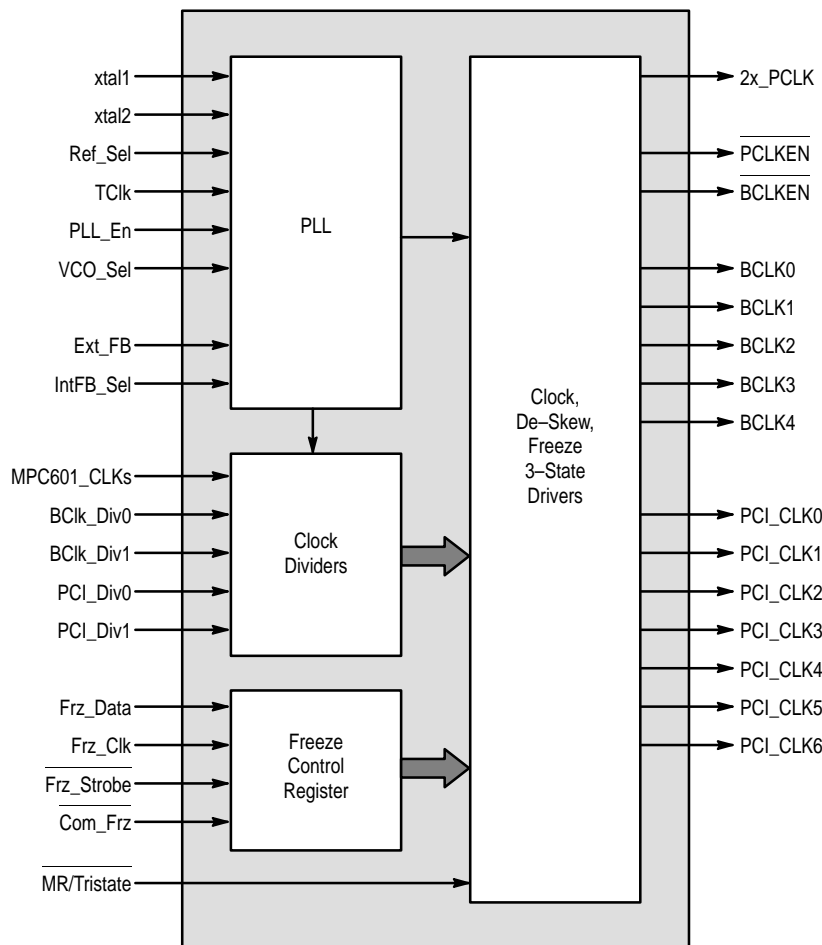 xtal1
xtal2
Ref_Sel
TClk
PLL_En
VCO_Sel
Ext_FB
IntFB_Sel
MPC601_CLKs
BClk_Div0
BClk_Div1
PCI_Div0
PCI_Div1
Frz_Data
Frz_Clk
Frz_Strobe
Com_Frz
MR/Tristate
PLL
Clock
Dividers
Freeze
Control
Register
Clock,
De–Skew,
Freeze
3–State
Drivers
2x_PCLK
PCLKEN
BCLKEN
BCLK0
BCLK1
BCLK2
BCLK3
BCLK4
PCI_CLK0
PCI_CLK1
PCI_CLK2
PCI_CLK3
PCI_CLK4
PCI_CLK5
PCI_CLK6